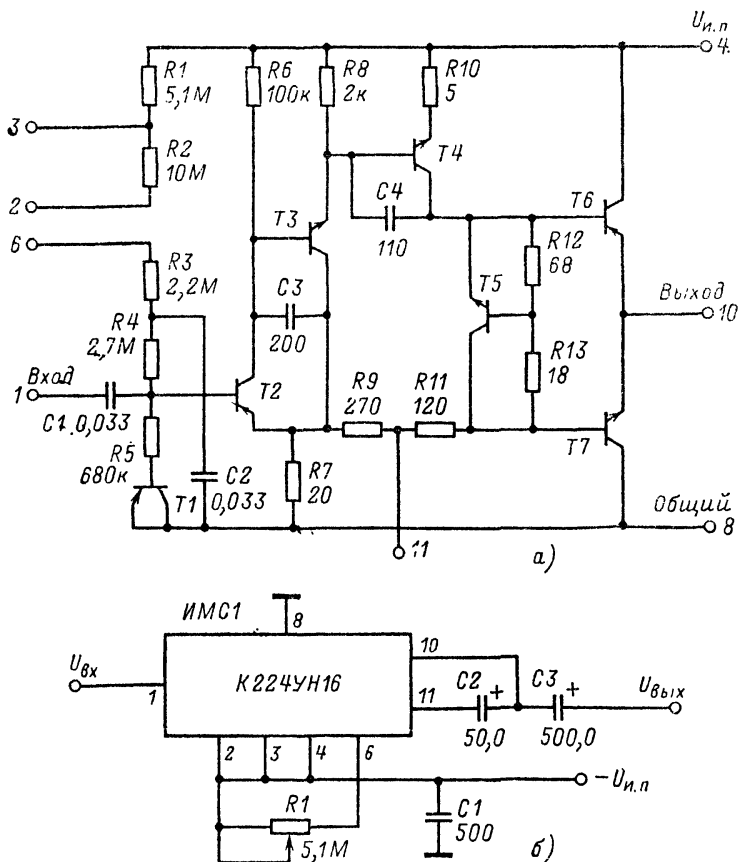 U и.п
4
R1
5,1М
R6
100к
R8
2к
R10
5
3
R2
10М
T4
2
C4
110
T6
6
T3
R3
2,2М
T5
R12
68
C3
200
Выход
10
R4
2,7М
R13
18
1 Вход
T2
R9
270
R11
120
C1 0,033
T7
R5
680к
C2
0,033
R7
20
T1
Общий
8
11
а)
ИМС1
8
10
Uвх
1
К224УН16
C2 +
C3 +
Uвых
11
50,0
500,0
2
3
4
6
–Uи.п
R1
5,1М
C1
500
б)